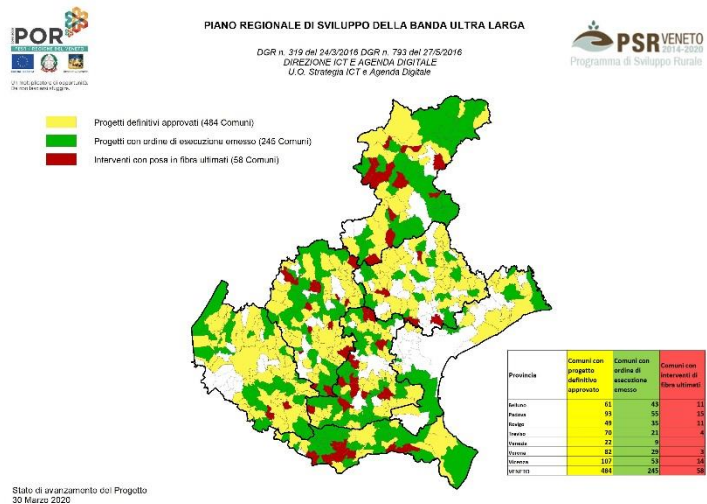 POR
PIANO REGIONALE DI SVILUPPO DELLA BANDA ULTRA LARGA
DGR n. 319 del 24/3/2016 DGR n. 793 del 27/5/2016
DIREZIONE ICT E AGENDA DIGITALE
U.O. Strategia ICT e Agenda Digitale
PSR VENETO
2014-2020
Programma di Sviluppo Rurale
Progetti definitivi approvati (484 Comuni)
Progetti con ordine di esecuzione emesso (245 Comuni)
Interventi con posa in fibra ultimati (58 Comuni)
Provincia Comuni con progetto definitivo approvato Comuni con ordine di esecuzione emesso Comuni con interventi di fibra ultimati
Belluno 61 43 11
Padova 93 55 15
Rovigo 49 35 11
Treviso 70 21 4
Venezia 22 9
Verona 82 29 3
Vicenza 107 53 14
VENETO 484 245 58
Stato di avanzamento del Progetto
30 Marzo 2020